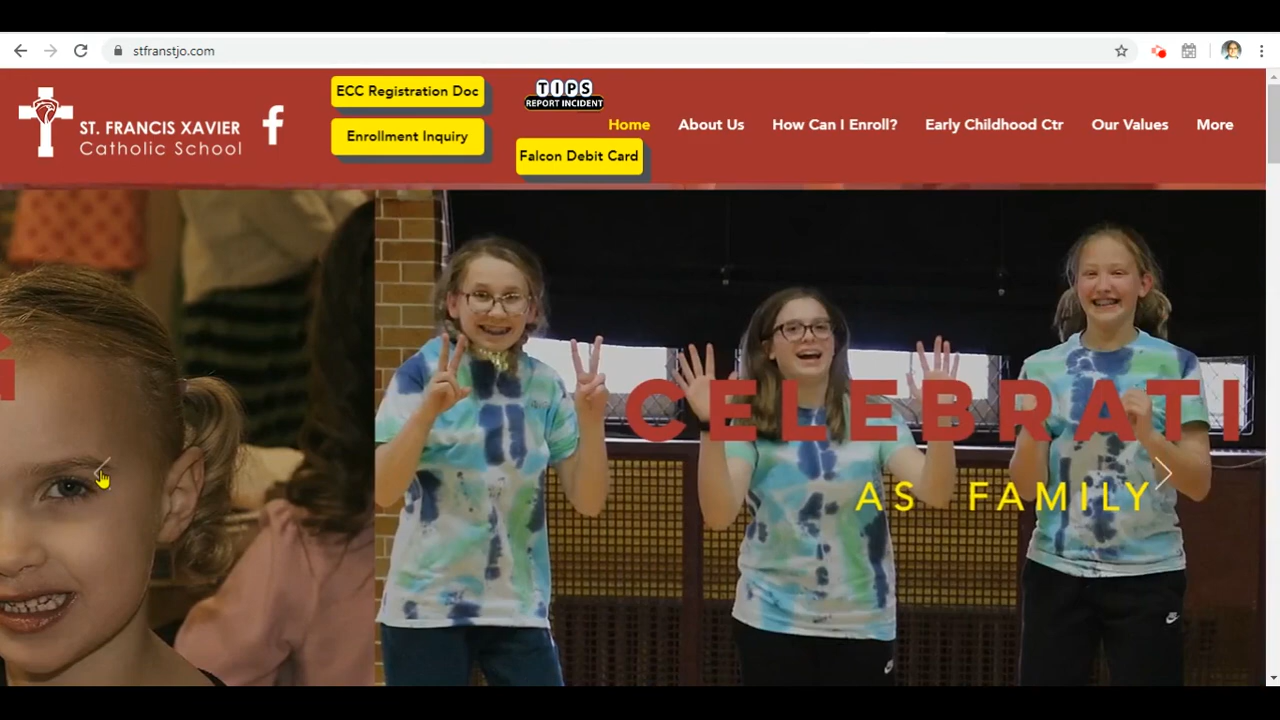 stfranstjo.com
ST. FRANCIS XAVIER
Catholic School
ECC Registration Doc
Enrollment Inquiry
TIPS
REPORT INCIDENT
Falcon Debit Card
Home
About Us
How Can I Enroll?
Early Childhood Ctr
Our Values
More
G
CELEBRATI
AS FAMILY